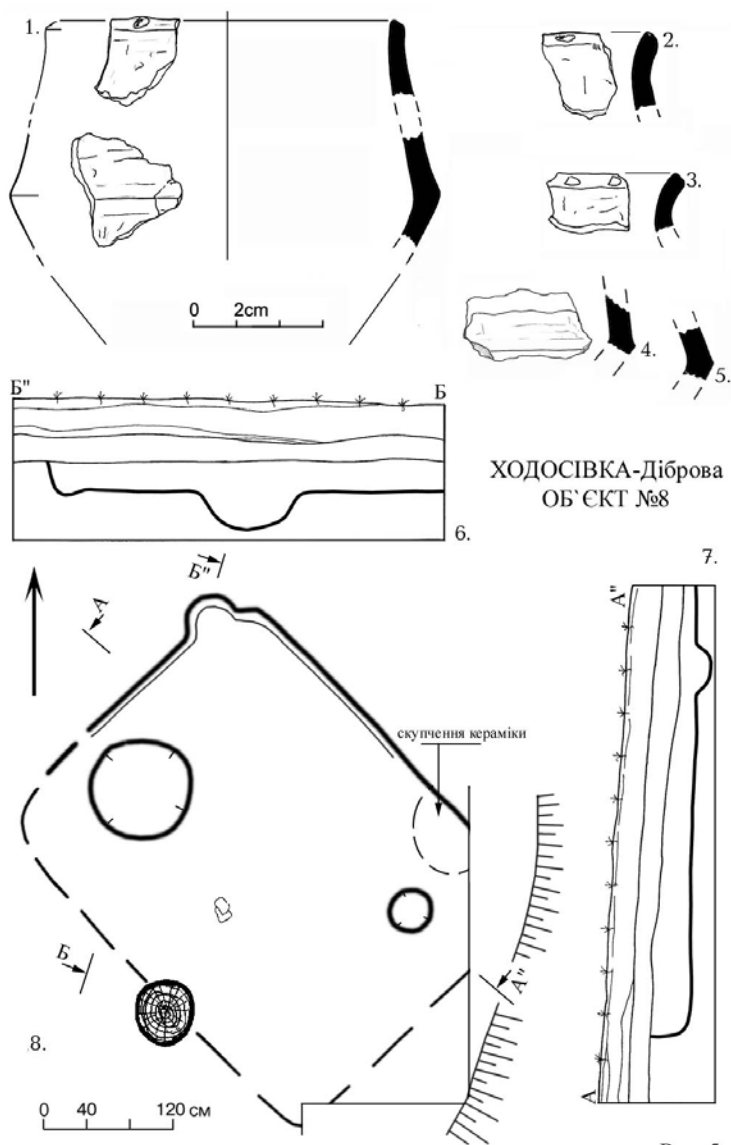 1.
2.
3.
0 2cm
4.
5.
Б" Б
6.
ХОДОСІВКА-Діброва
ОБ`ЄКТ №8
7.
Б"
А
А"
скупчення кераміки
Б
А"
8.
А
0 40 120 см